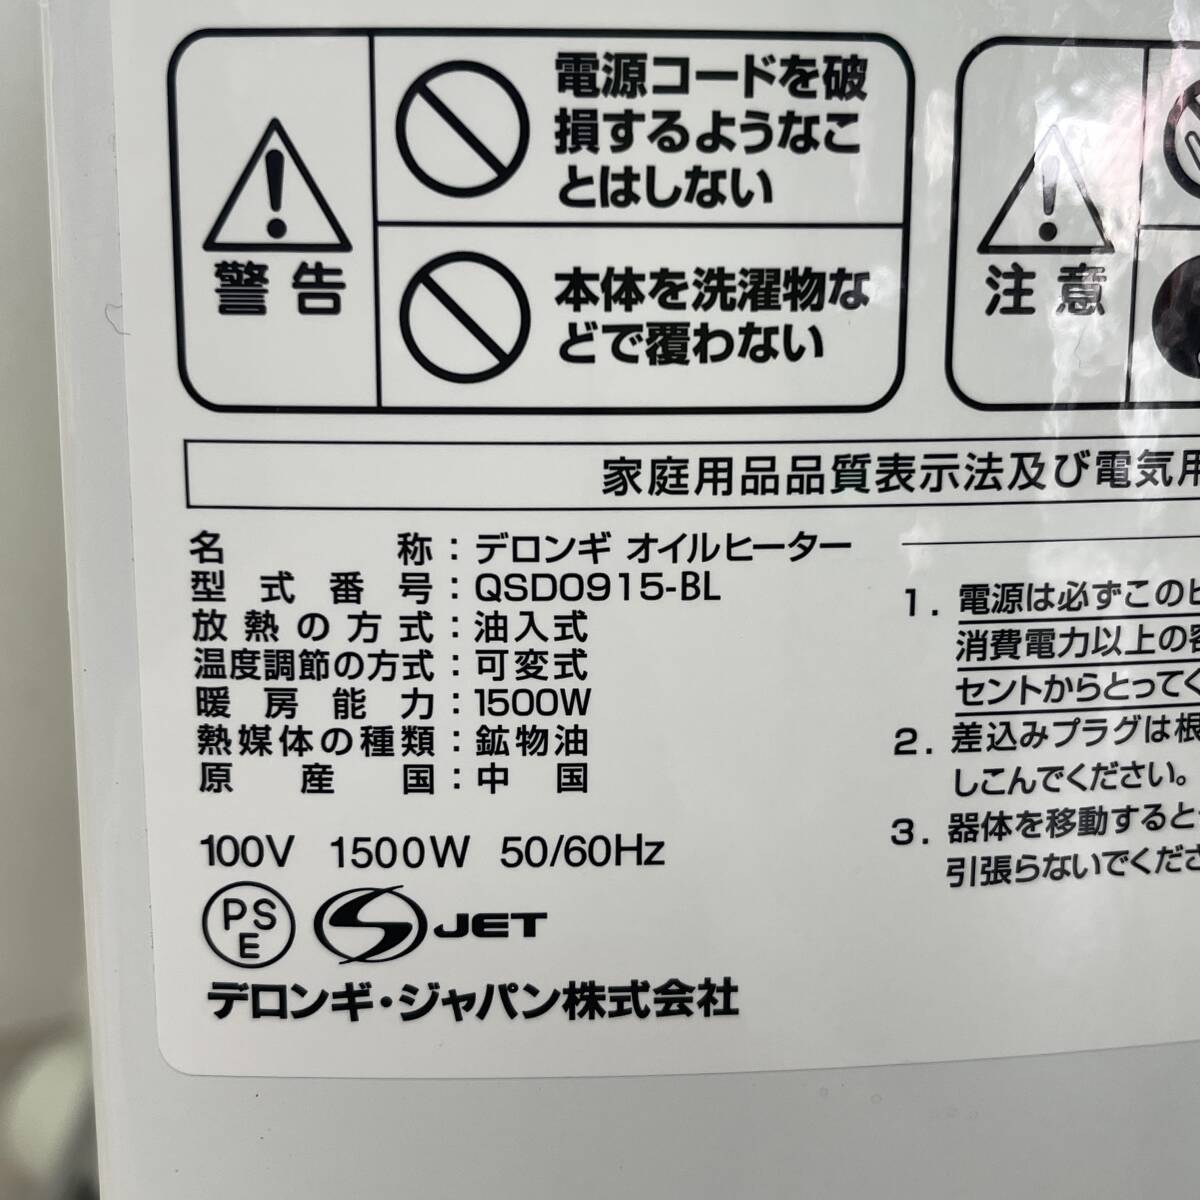 電源コードを破
損するようなこ
とはしない
警告
本体を洗濯物な
どで覆わない
注意
家庭用品品質表示法及び電気用
名称：デロンギ オイルヒーター
型式番号：QSD0915-BL
放熱の方式：油入式
温度調節の方式：可変式
暖房能力：1500W
熱媒体の種類：鉱物油
原産国：中国
100V 1500W 50/60Hz
PS
E
JET
デロンギ・ジャパン株式会社
1. 電源は必ずこの
消費電力以上の
セントからとってく
2. 差込みプラグは根
しこんでください。
3. 器体を移動すると
引張らないでくださ